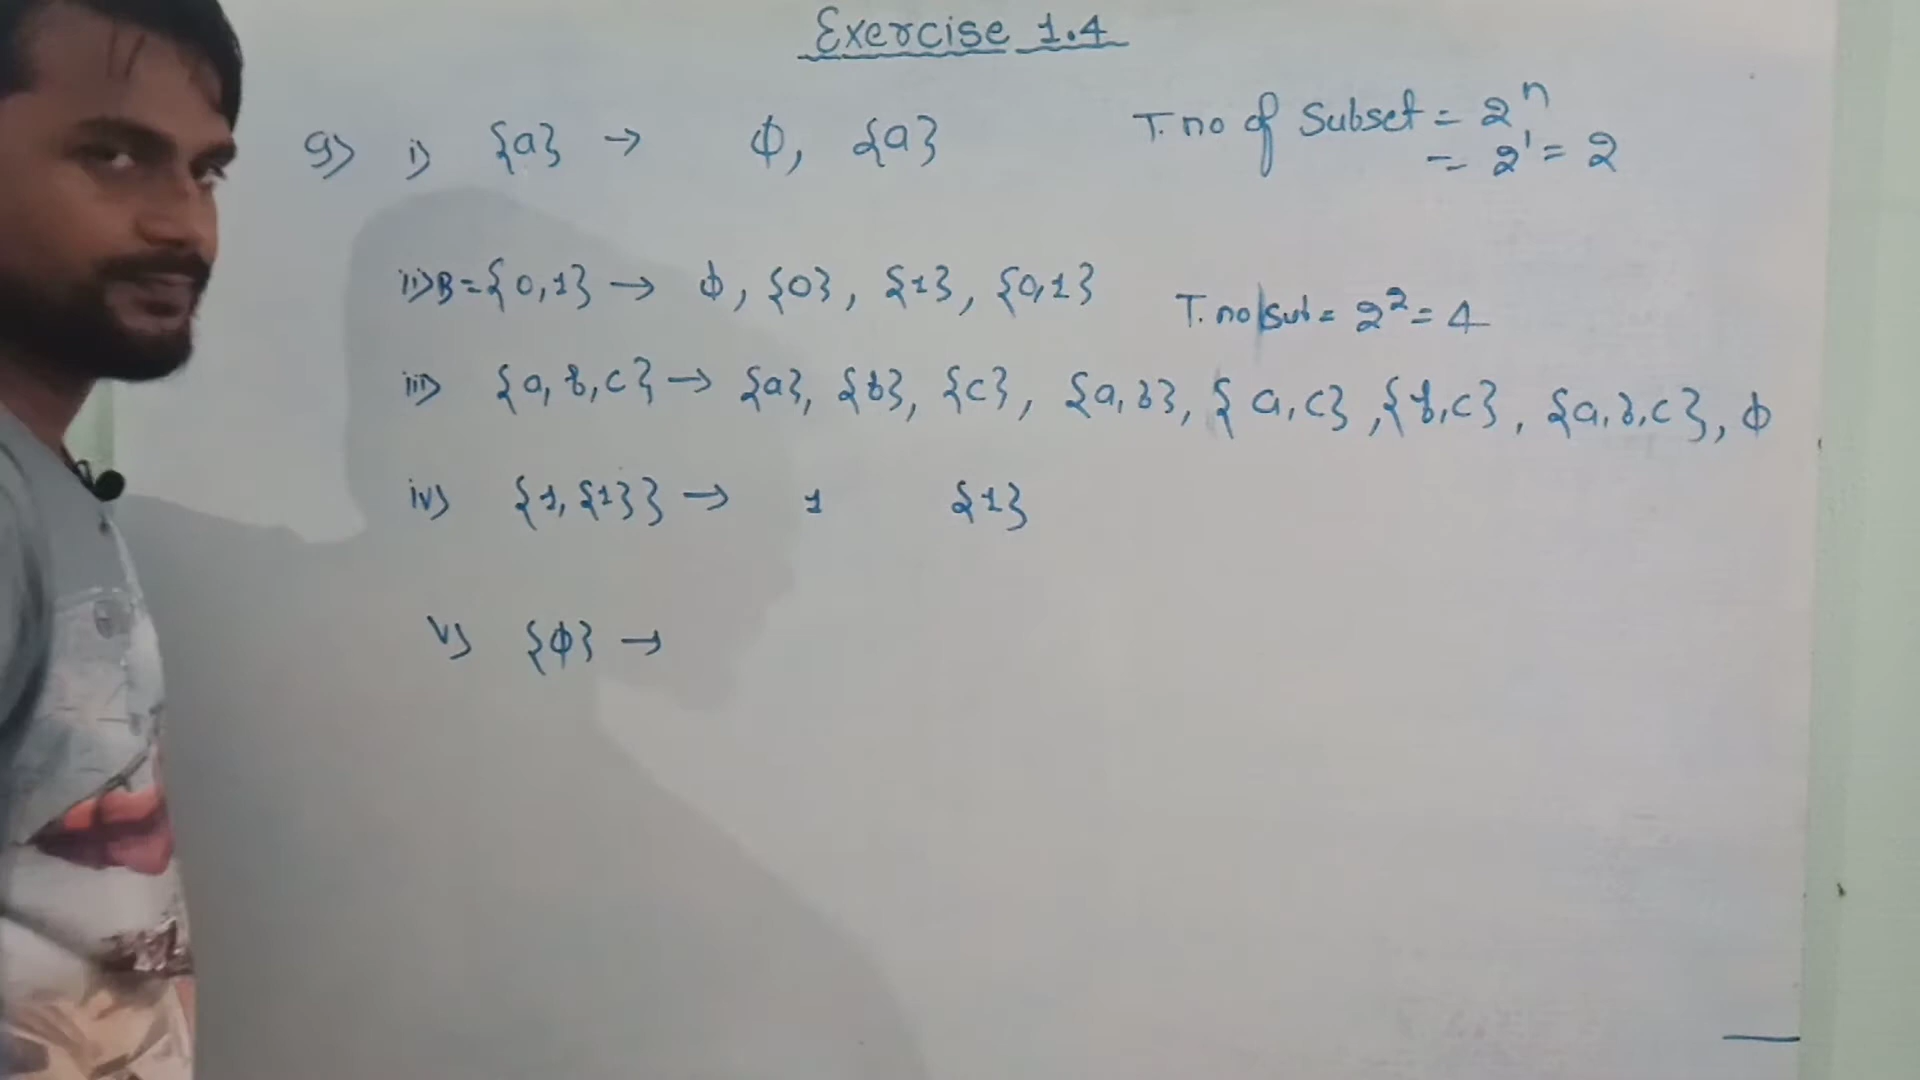 Exercise 1.4
9) i) {a} → ϕ, {a} T. no of Subset = 2ⁿ
= 2¹ = 2
ii) B = {0,1} → ϕ, {0}, {1}, {0,1} T. no sub = 2² = 4
iii) {a, b, c} → {a}, {b}, {c}, {a, b}, {a, c}, {b, c}, {a, b, c}, ϕ
iv) {1, {1}} → 1 {1}
v) {ϕ} →